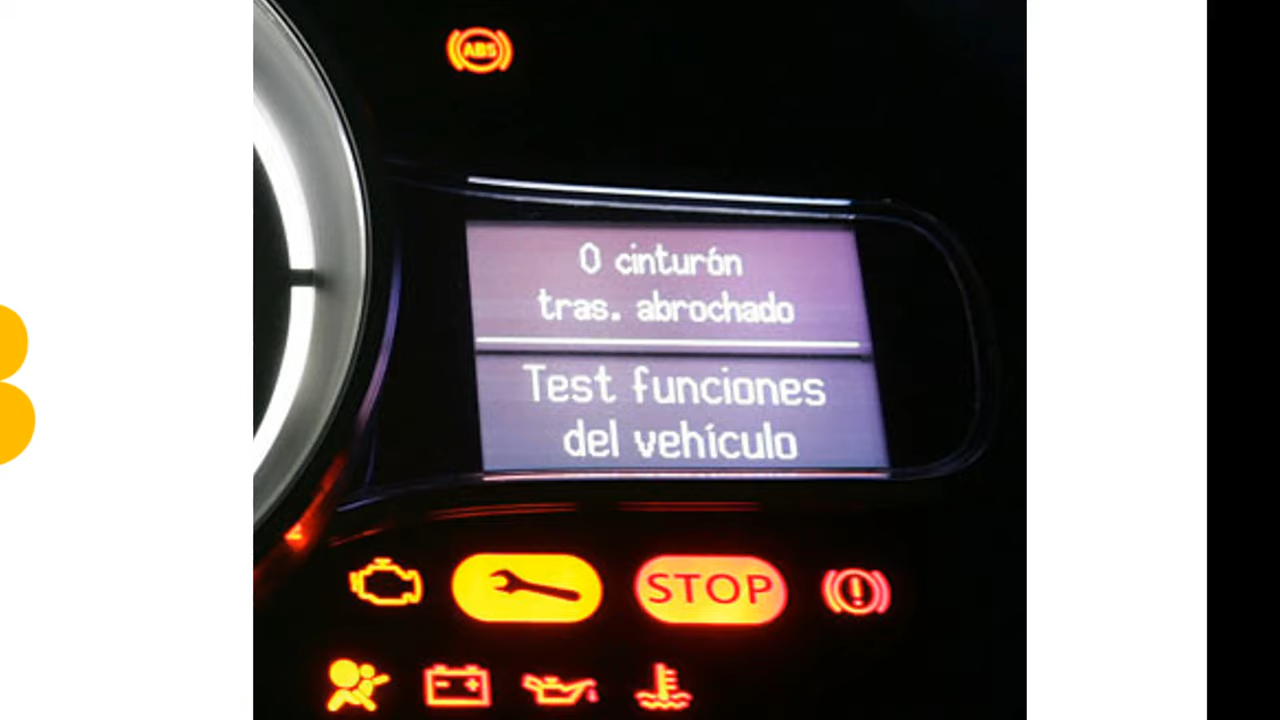 ABS
0 cinturón
tras. abrochado
Test funciones
del vehículo
STOP